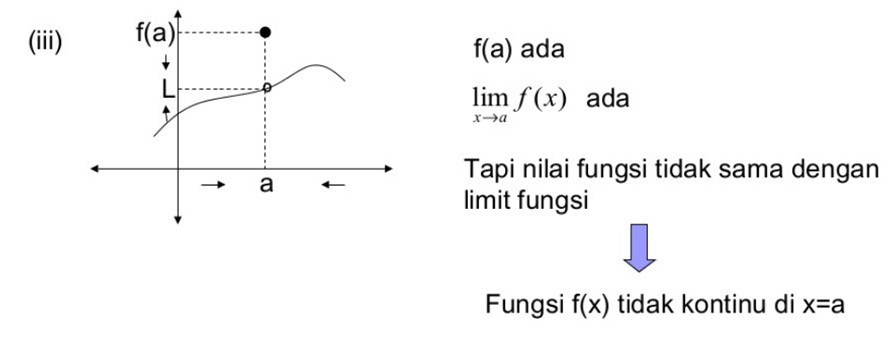 (iii)
f(a)
L
a
f(a) ada
lim f(x) ada
x→a
Tapi nilai fungsi tidak sama dengan
limit fungsi
Fungsi f(x) tidak kontinu di x=a